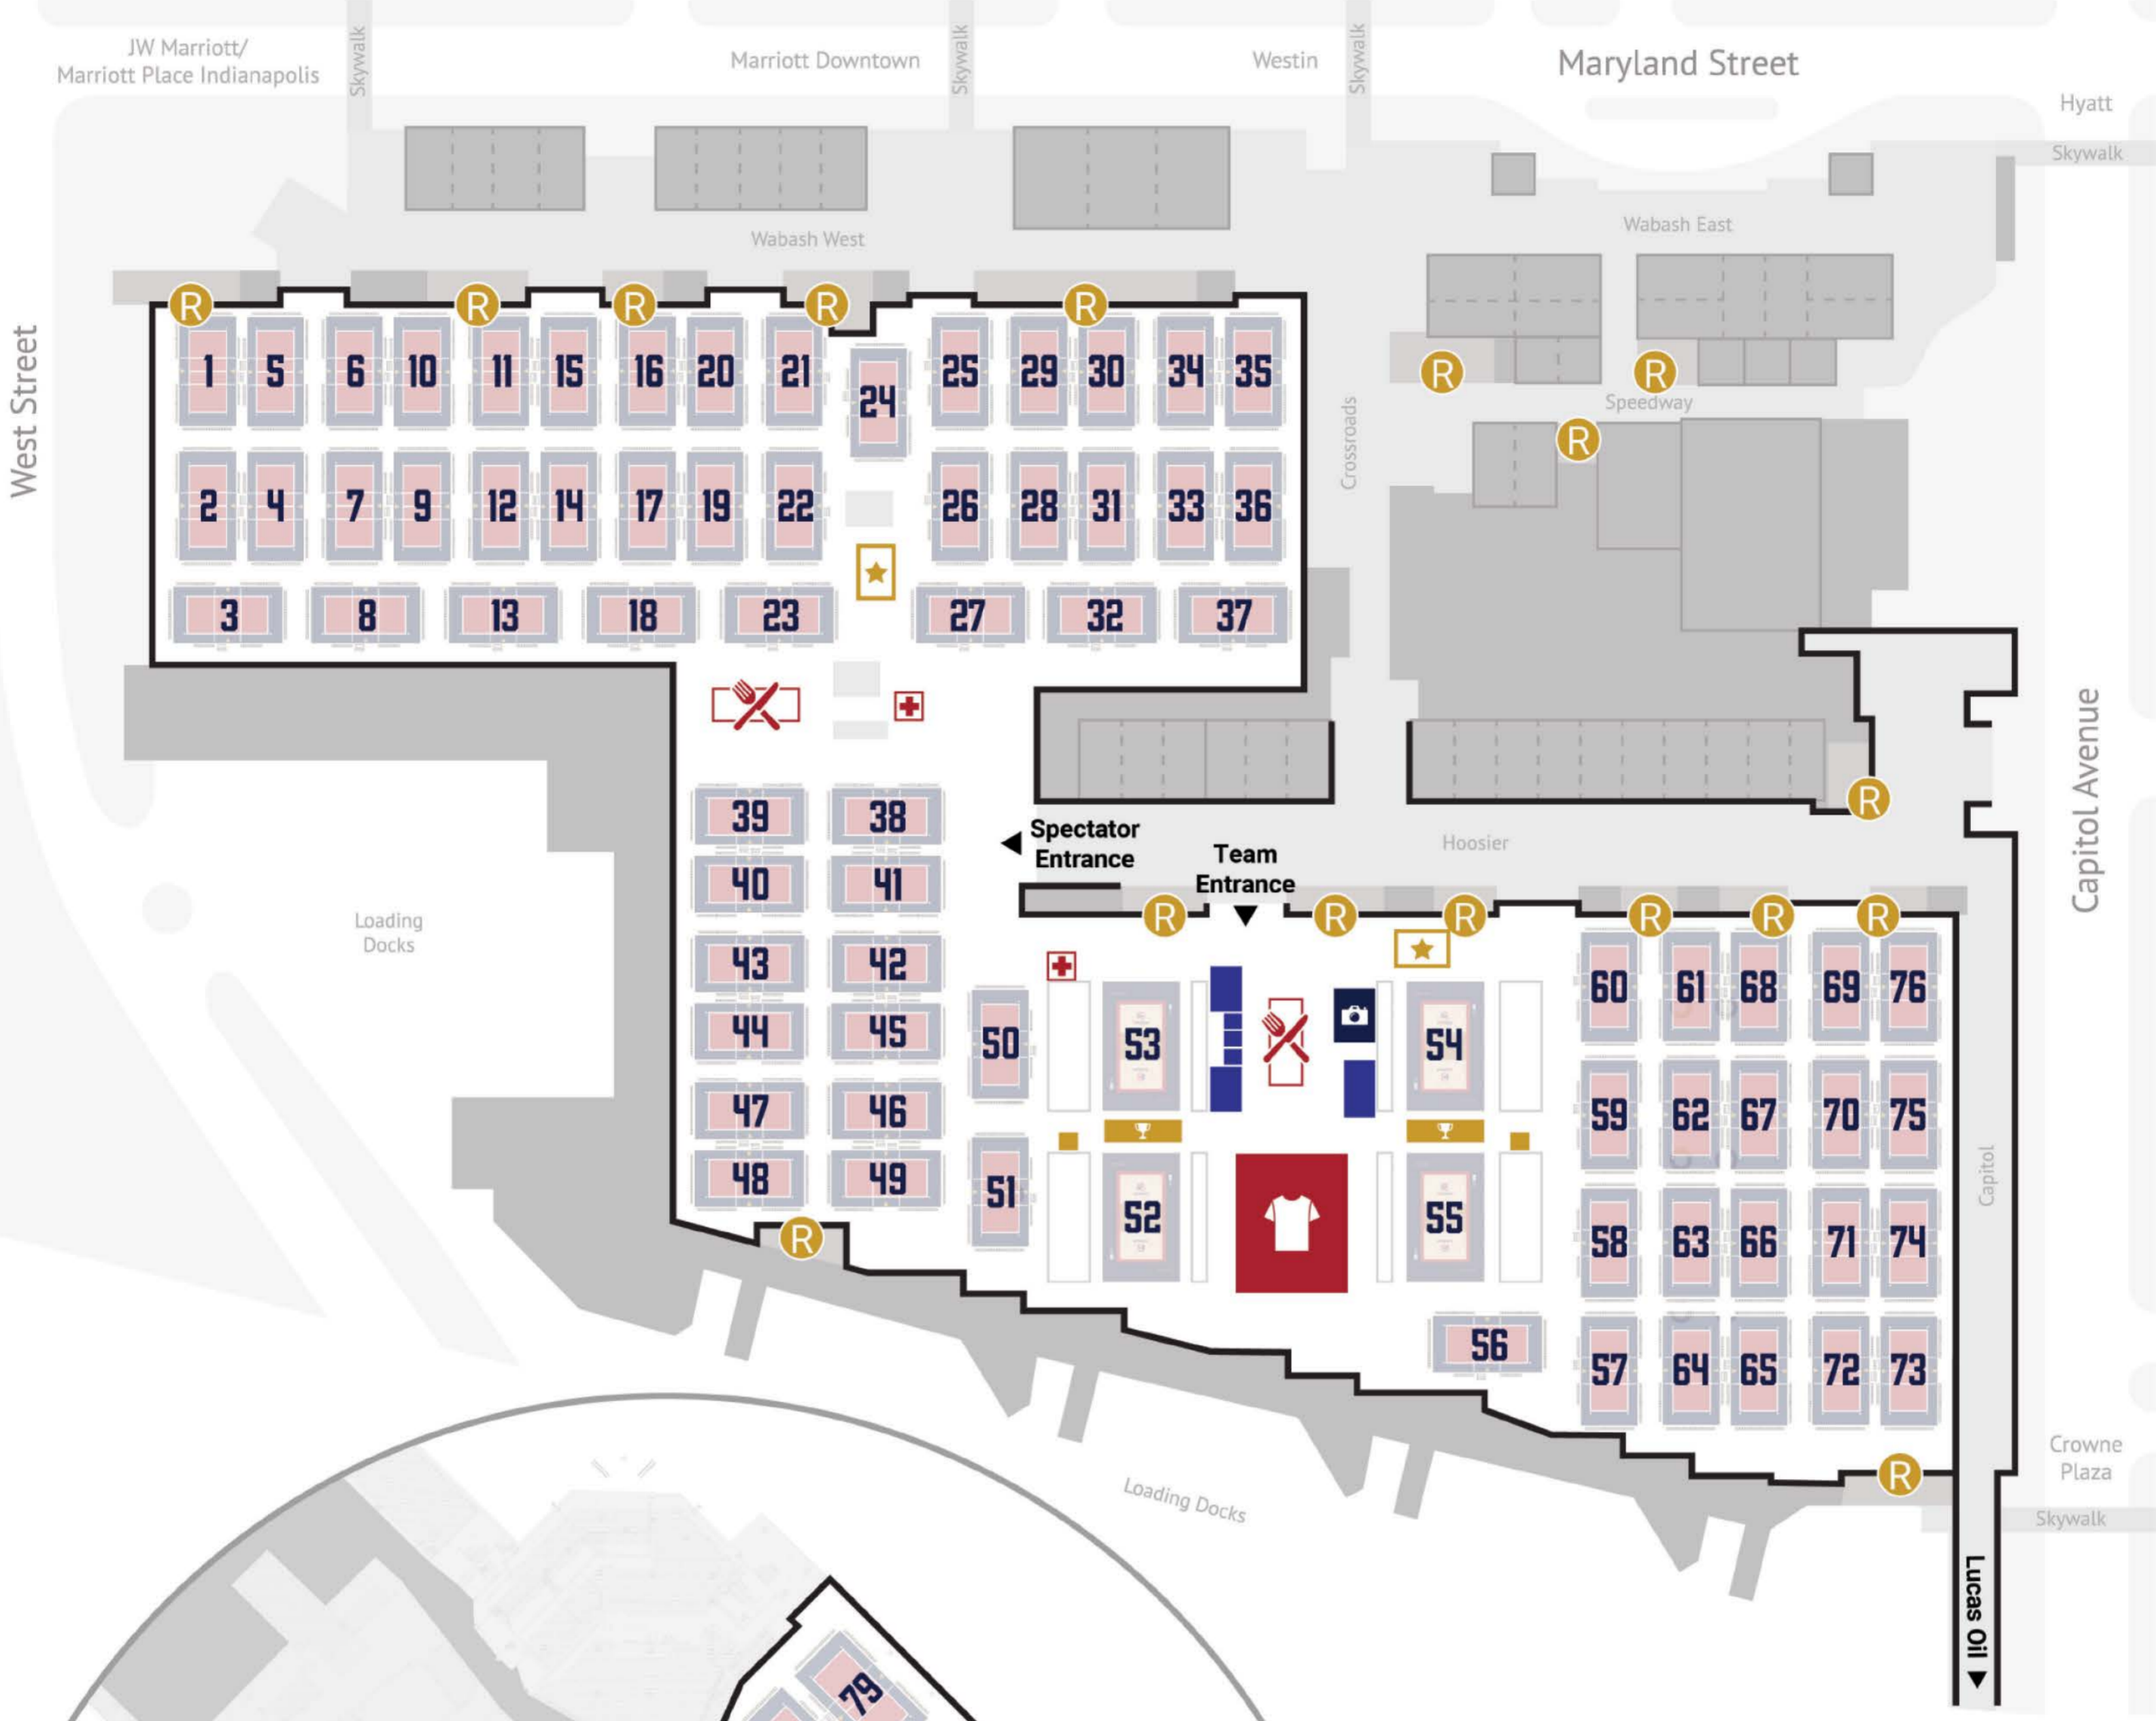 JW Marriott/
Marriott Place Indianapolis
Skywalk
Marriott Downtown
Skywalk
Westin
Skywalk
Maryland Street
Hyatt
Skywalk
Wabash West
Wabash East
West Street
R R R R R
1 5 6 10 11 15 16 20 21 24 25 29 30 34 35
R R
Speedway
R
Crossroads
2 4 7 9 12 14 17 19 22 26 28 31 33 36
3 8 13 18 23 27 32 37
Capitol Avenue
R
39 38
Spectator
Entrance
Team
Entrance
Hoosier
40 41
Loading
Docks
R R R R R R
43 42
44 45
50 53 54
60 61 68 69 76
47 46
59 62 67 70 75
48 49
51 52 55
58 63 66 71 74
Capitol
R
56
57 64 65 72 73
R
Crowne
Plaza
Skywalk
Loading Docks
Lucas Oil
79